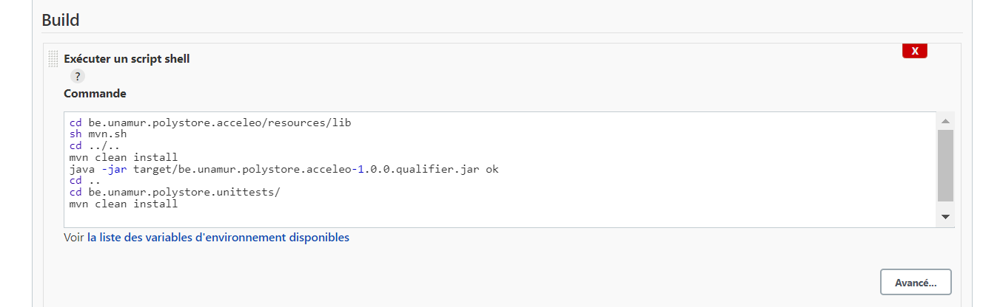 Build
Exécuter un script shell
X
?
Commande
cd be.unamur.polystore.acceleo/resources/lib
sh mvn.sh
cd ../..
mvn clean install
java -jar target/be.unamur.polystore.acceleo-1.0.0.qualifier.jar ok
cd ..
cd be.unamur.polystore.unittests/
mvn clean install
Voir la liste des variables d'environnement disponibles
Avancé...